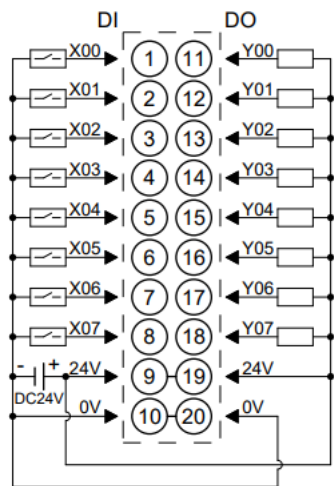 DI DO
X00 1 11 Y00
X01 2 12 Y01
X02 3 13 Y02
X03 4 14 Y03
X04 5 15 Y04
X05 6 16 Y05
X06 7 17 Y06
X07 8 18 Y07
- + 24V 9 19 24V
DC24V 0V 10 20 0V